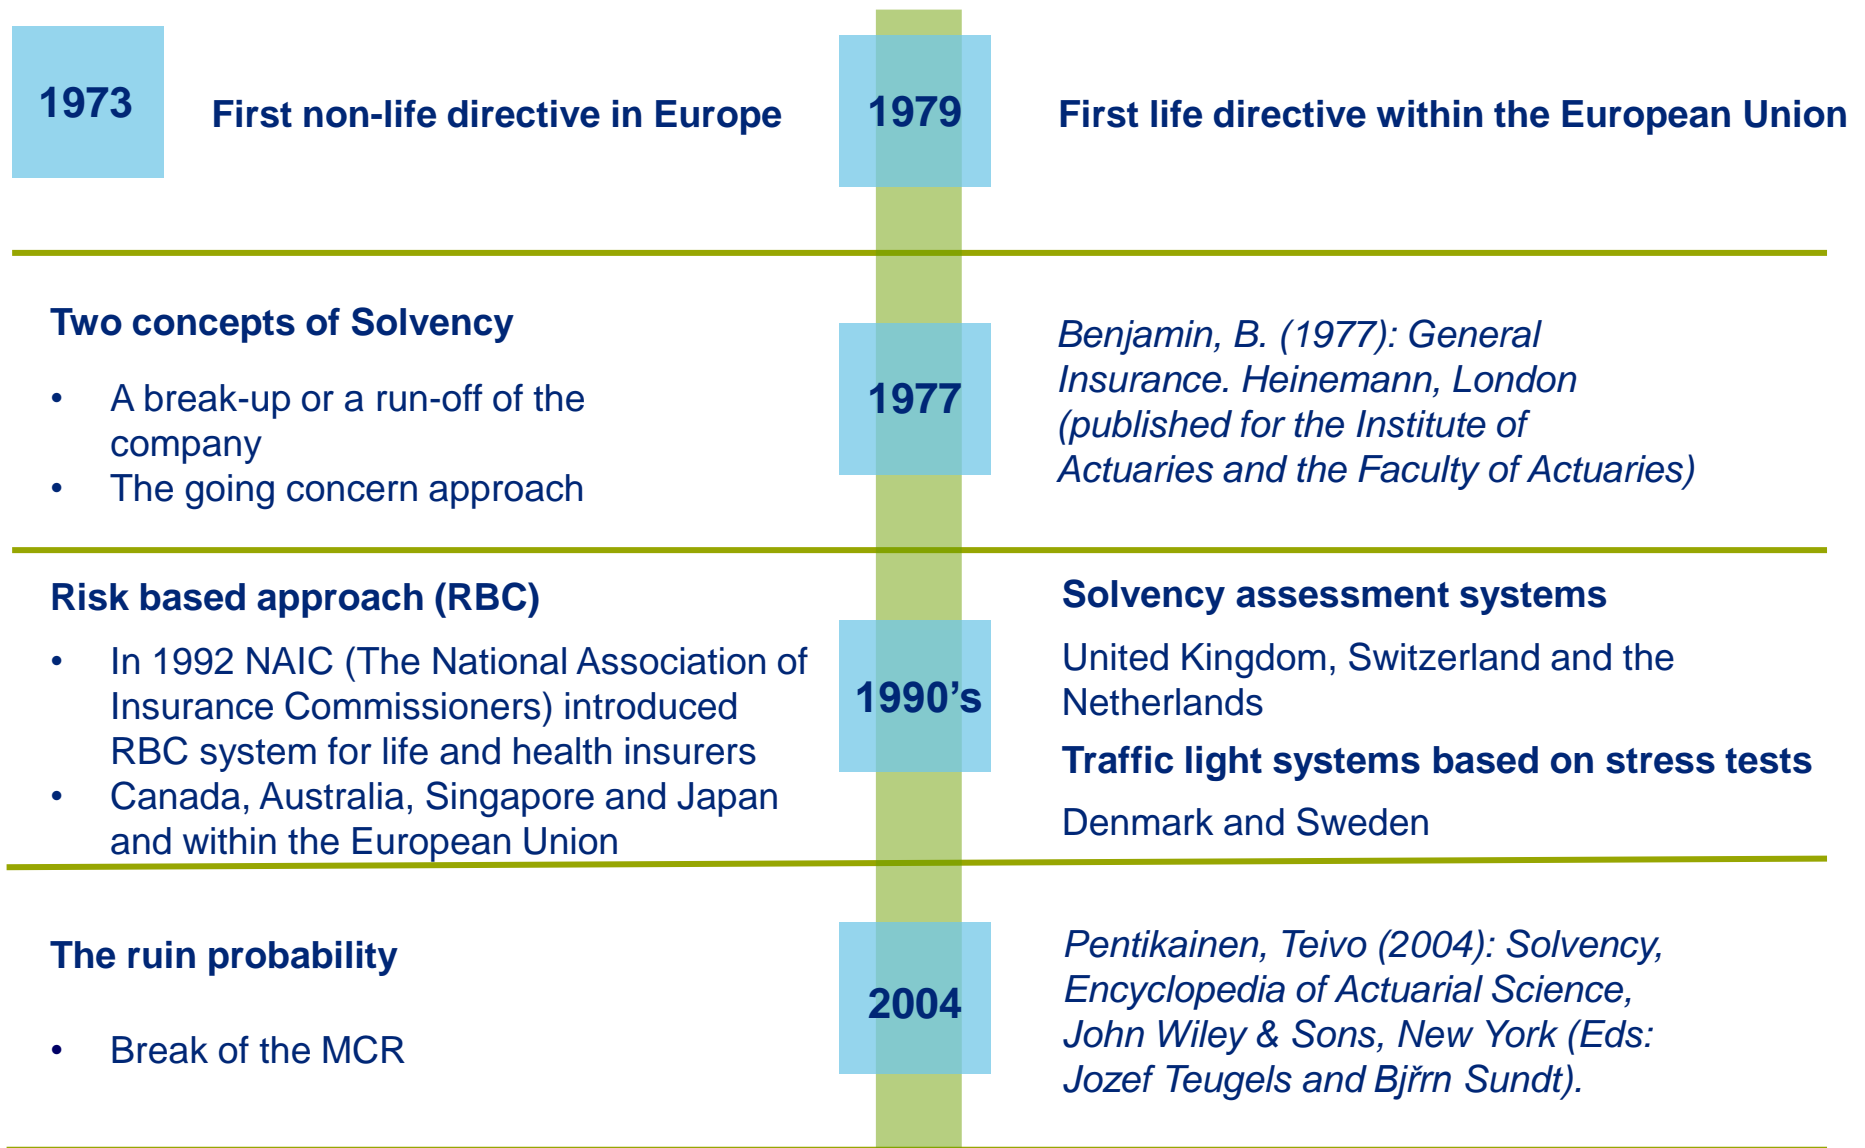 1973
First non-life directive in Europe
1979
First life directive within the European Union
Two concepts of Solvency
• A break-up or a run-off of the
company
• The going concern approach
1977
Benjamin, B. (1977): General
Insurance. Heinemann, London
(published for the Institute of
Actuaries and the Faculty of Actuaries)
Risk based approach (RBC)
• In 1992 NAIC (The National Association of
Insurance Commissioners) introduced
RBC system for life and health insurers
• Canada, Australia, Singapore and Japan
and within the European Union
1990’s
Solvency assessment systems
United Kingdom, Switzerland and the
Netherlands
Traffic light systems based on stress tests
Denmark and Sweden
The ruin probability
• Break of the MCR
2004
Pentikainen, Teivo (2004): Solvency,
Encyclopedia of Actuarial Science,
John Wiley & Sons, New York (Eds:
Jozef Teugels and Bjřrn Sundt).